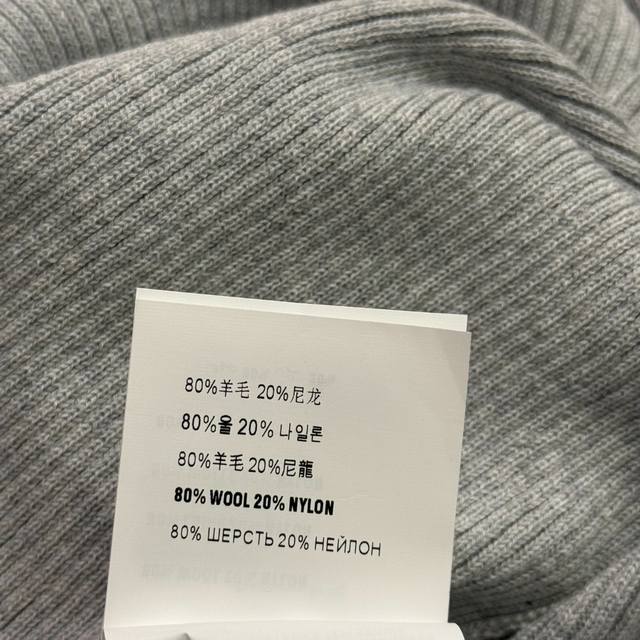 80%羊毛 20%尼龙
80%울 20% 나일론
80%羊毛 20%尼龍
80% WOOL 20% NYLON
80% ШЕРСТЬ 20% НЕЙЛОН